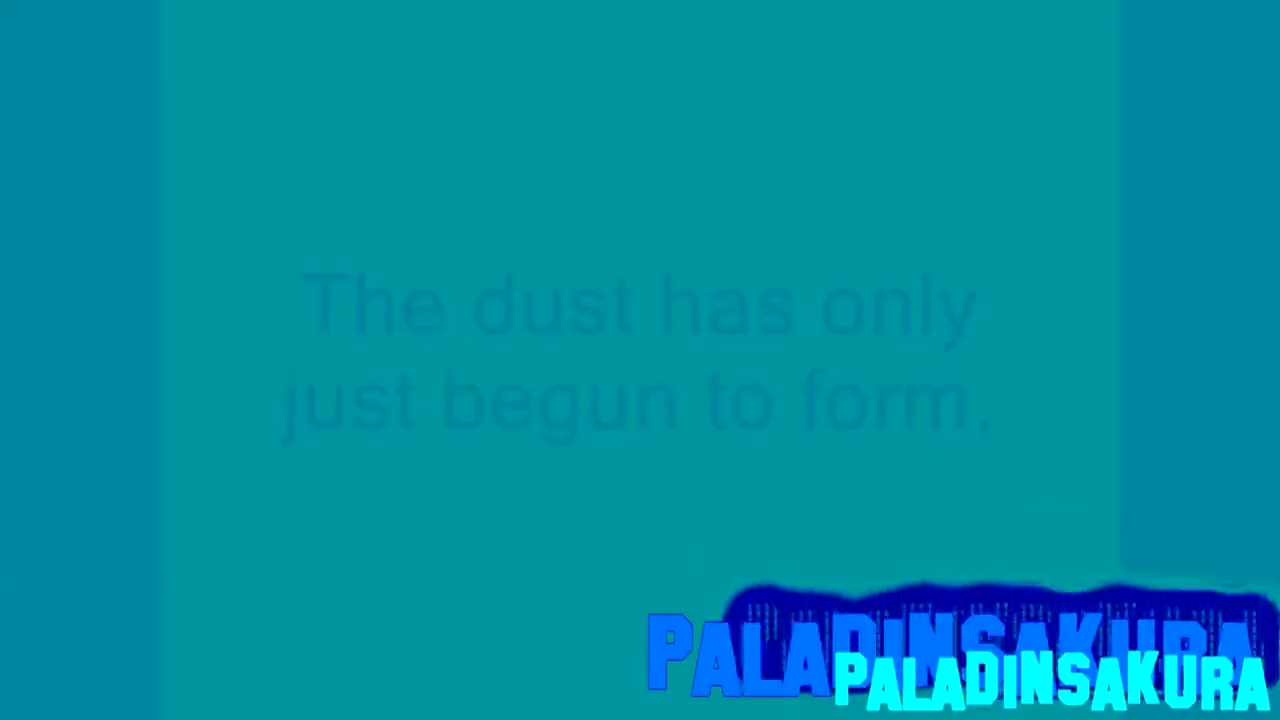 The dust has only
just begun to form,
PALADINSAKURA
PALADINSAKURA